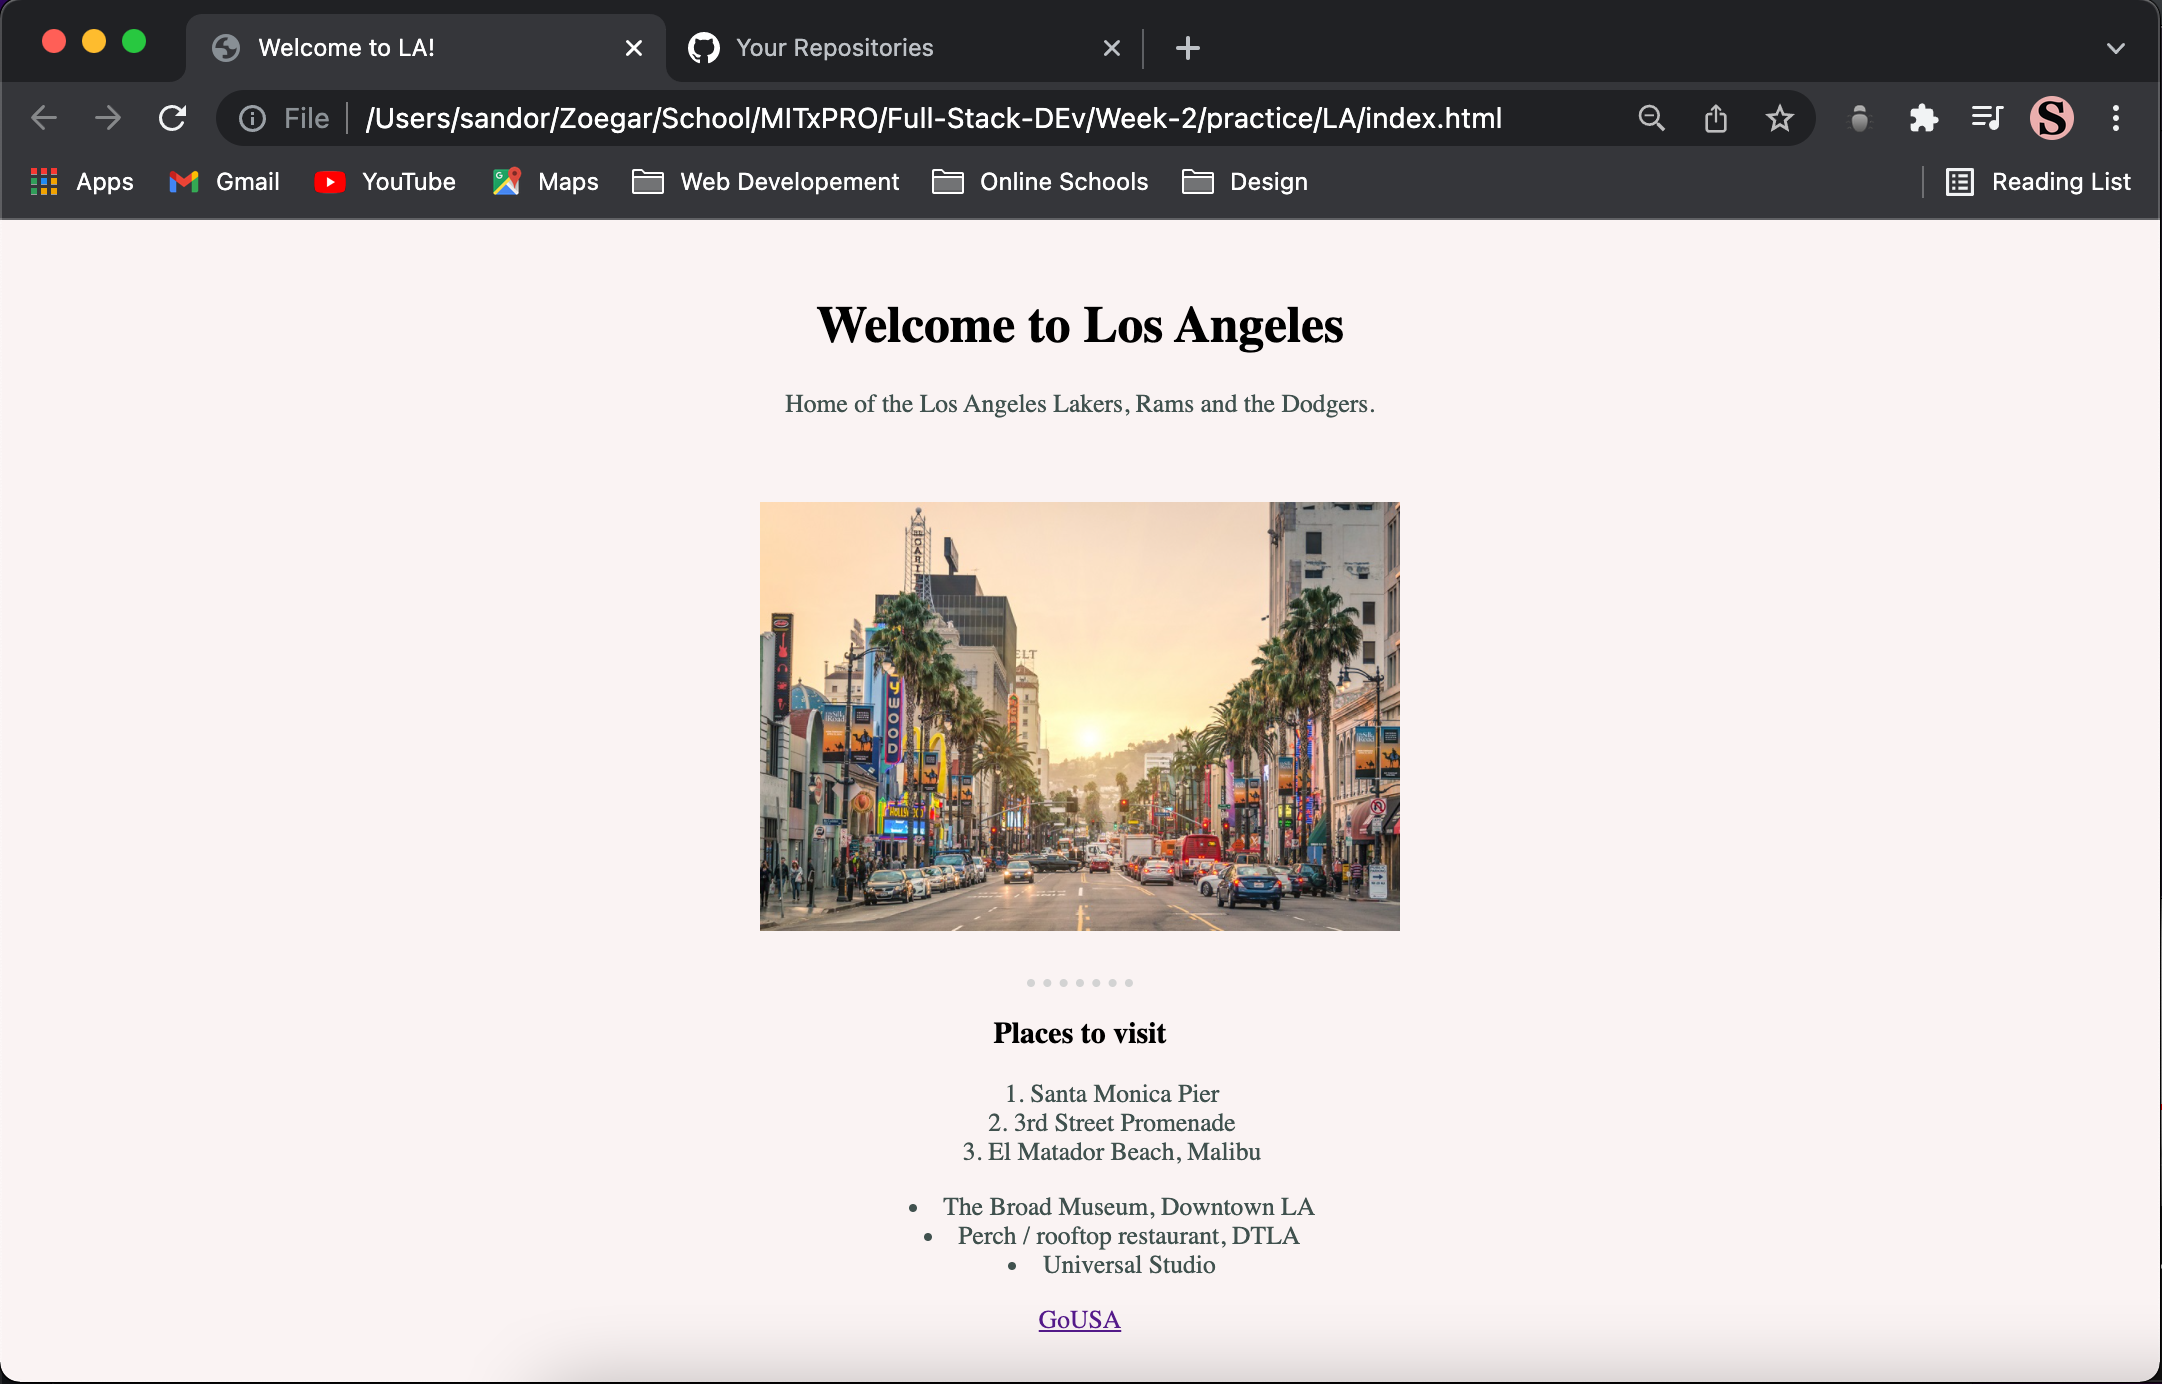 Welcome to LA!
Your Repositories
File
/Users/sandor/Zoegar/School/MITxPRO/Full-Stack-DEv/Week-2/practice/LA/index.html
S
Apps
Gmail
YouTube
Maps
Web Developement
Online Schools
Design
Reading List
Welcome to Los Angeles
Home of the Los Angeles Lakers, Rams and the Dodgers.
YWOOD
ELT
Places to visit
1. Santa Monica Pier
2. 3rd Street Promenade
3. El Matador Beach, Malibu
• The Broad Museum, Downtown LA
• Perch / rooftop restaurant, DTLA
• Universal Studio
GoUSA